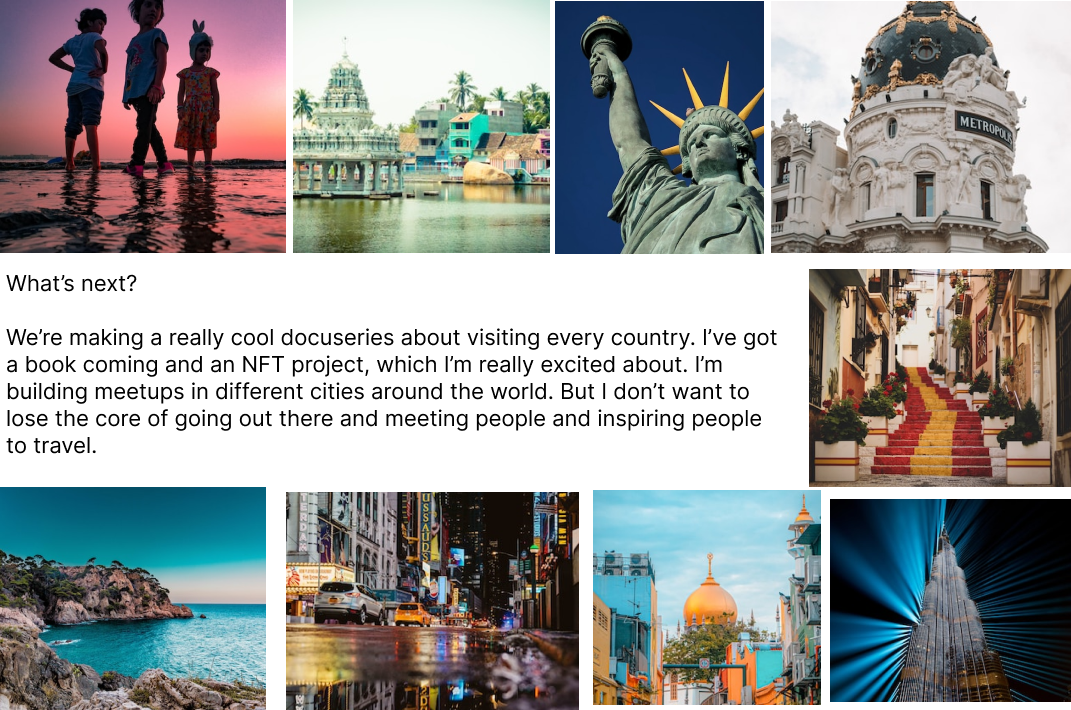 METROPOLIS
What’s next?
We’re making a really cool docuseries about visiting every country. I’ve got
a book coming and an NFT project, which I’m really excited about. I’m
building meetups in different cities around the world. But I don’t want to
lose the core of going out there and meeting people and inspiring people
to travel.
USSAUDS